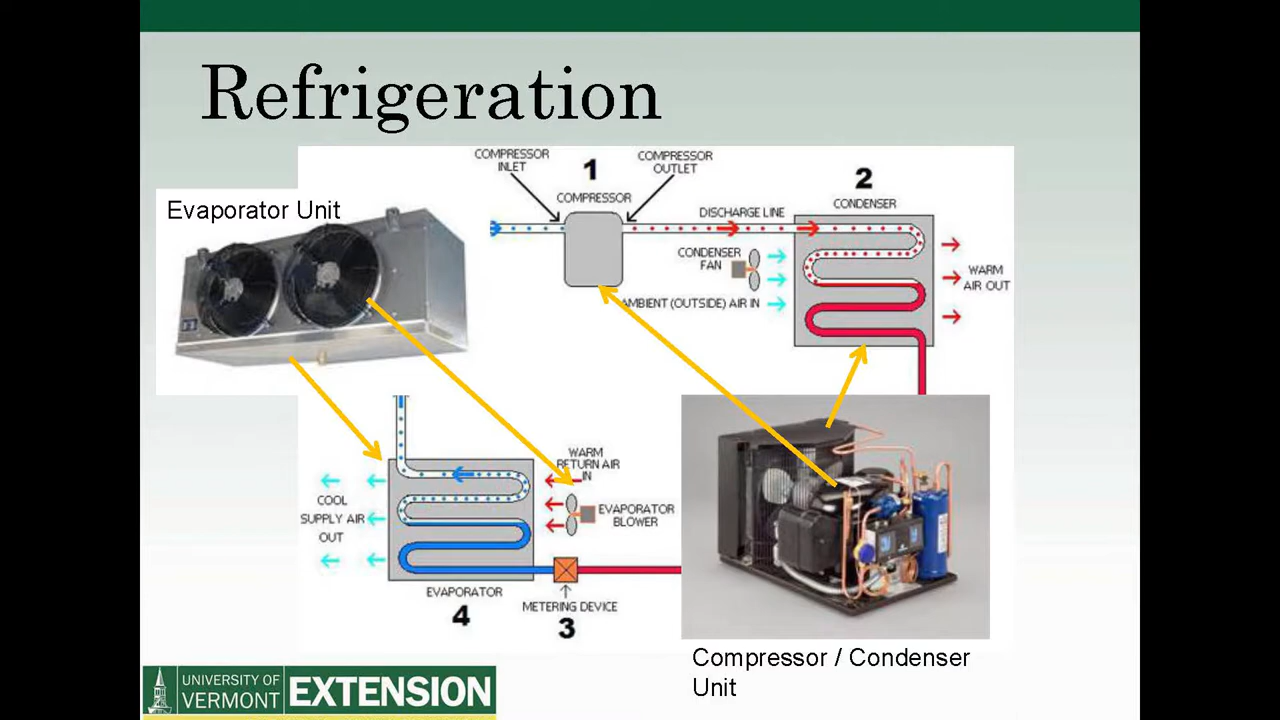 Refrigeration
Evaporator Unit
COMPRESSOR
INLET
1
COMPRESSOR
COMPRESSOR
OUTLET
DISCHARGE LINE
2
CONDENSER
CONDENSER
FAN
AMBIENT (OUTSIDE) AIR IN
WARM
AIR OUT
WARM
RETURN AIR
IN
COOL
SUPPLY AIR
OUT
EVAPORATOR
BLOWER
EVAPORATOR
4
METERING DEVICE
3
Compressor / Condenser
Unit
UNIVERSITY OF
VERMONT
EXTENSION